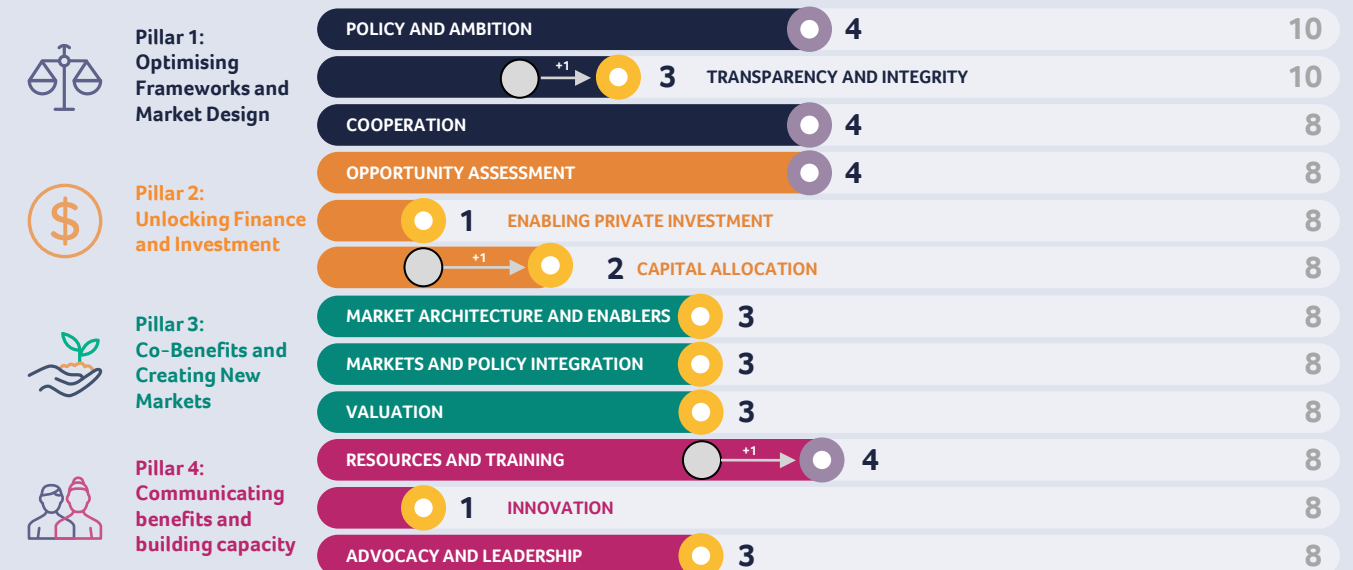 Pillar 1:
Optimising
Frameworks and
Market Design
POLICY AND AMBITION 4 10
+1 3 TRANSPARENCY AND INTEGRITY 10
COOPERATION 4 8
Pillar 2:
Unlocking Finance
and Investment
OPPORTUNITY ASSESSMENT 4 8
1 ENABLING PRIVATE INVESTMENT 8
+1 2 CAPITAL ALLOCATION 8
Pillar 3:
Co-Benefits and
Creating New
Markets
MARKET ARCHITECTURE AND ENABLERS 3 8
MARKETS AND POLICY INTEGRATION 3 8
VALUATION 3 8
Pillar 4:
Communicating
benefits and
building capacity
RESOURCES AND TRAINING +1 4 8
1 INNOVATION 8
ADVOCACY AND LEADERSHIP 3 8